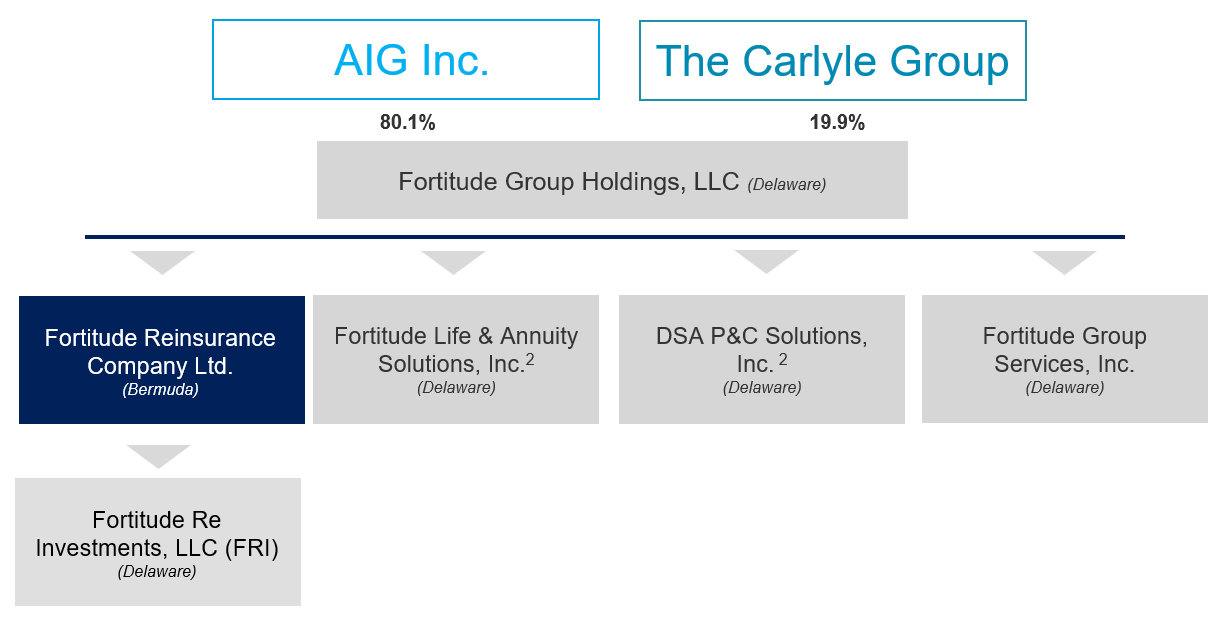 AIG Inc.
The Carlyle Group
80.1%
19.9%
Fortitude Group Holdings, LLC (Delaware)
Fortitude Reinsurance
Company Ltd.
(Bermuda)
Fortitude Life & Annuity
Solutions, Inc.2
(Delaware)
DSA P&C Solutions,
Inc. 2
(Delaware)
Fortitude Group
Services, Inc.
(Delaware)
Fortitude Re
Investments, LLC (FRI)
(Delaware)